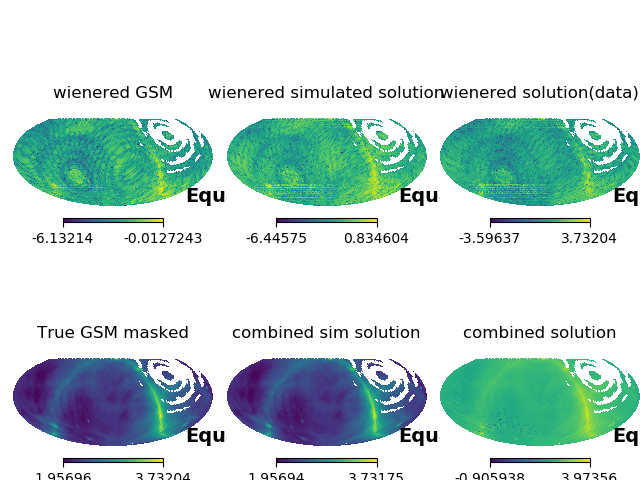 wienered GSM
wienered simulated solution
wienered solution(data)
Equ
Equ
Eq
-6.13214 -0.0127243
-6.44575 0.834604
-3.59637 3.73204
True GSM masked
combined sim solution
combined solution
Equ
Equ
Eq
1.95696 3.73204
1.95694 3.73175
-0.905938 3.97356